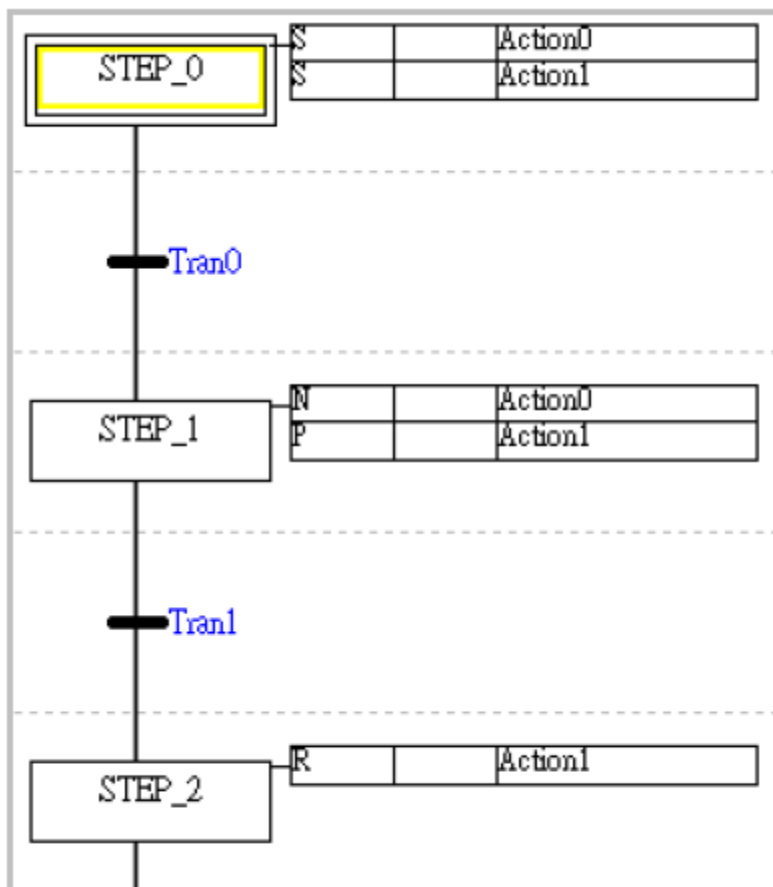 STEP_0
S Action0
S Action1
Tran0
STEP_1
N Action0
P Action1
Tran1
STEP_2
R Action1